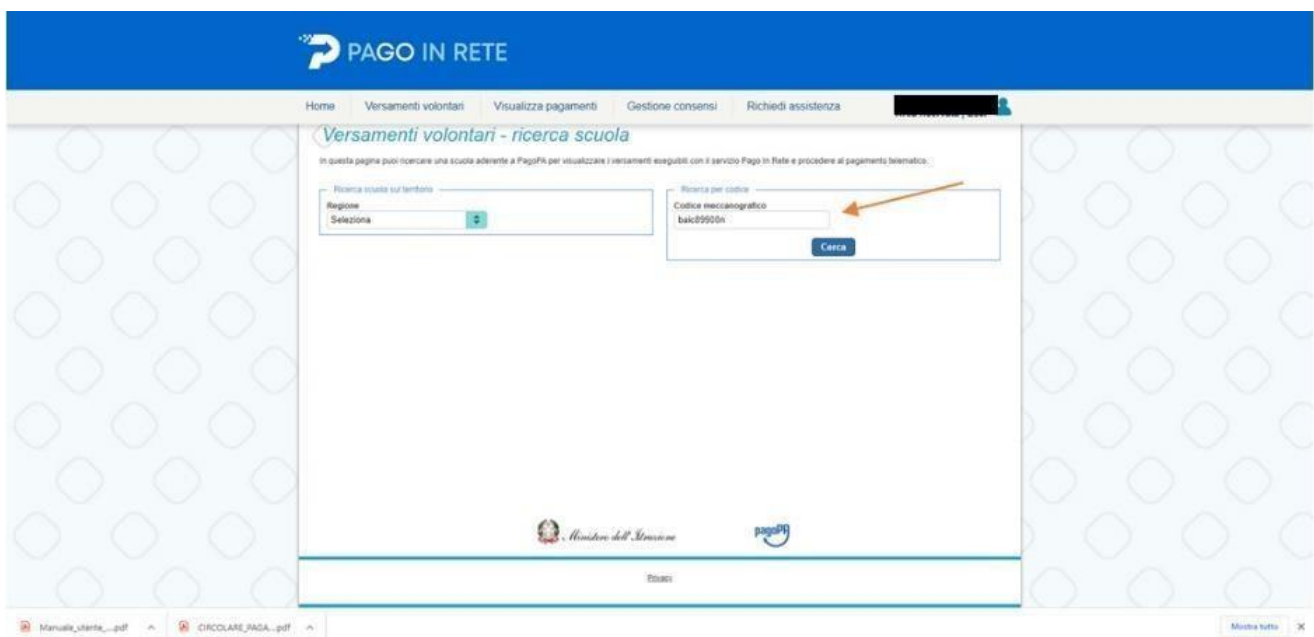 PAGO IN RETE
Home Versamenti volontari Visualizza pagamenti Gestione consensi Richiedi assistenza
Versamenti volontari - ricerca scuola
In questa pagina puoi ricercare una scuola aderente a PagoPA per visualizzare i versamenti eseguibili con il servizio Pago In Rete e procedere al pagamento telematico.
Ricerca scuola sul territorio
Regione
Seleziona
Ricerca per codice
Codice meccanografico
baic89900n
Cerca
Ministero dell'Istruzione
pagoPA
Privacy
Manuale_utente_....pdf
CIRCOLARE_PAGA....pdf
Mostra tutto